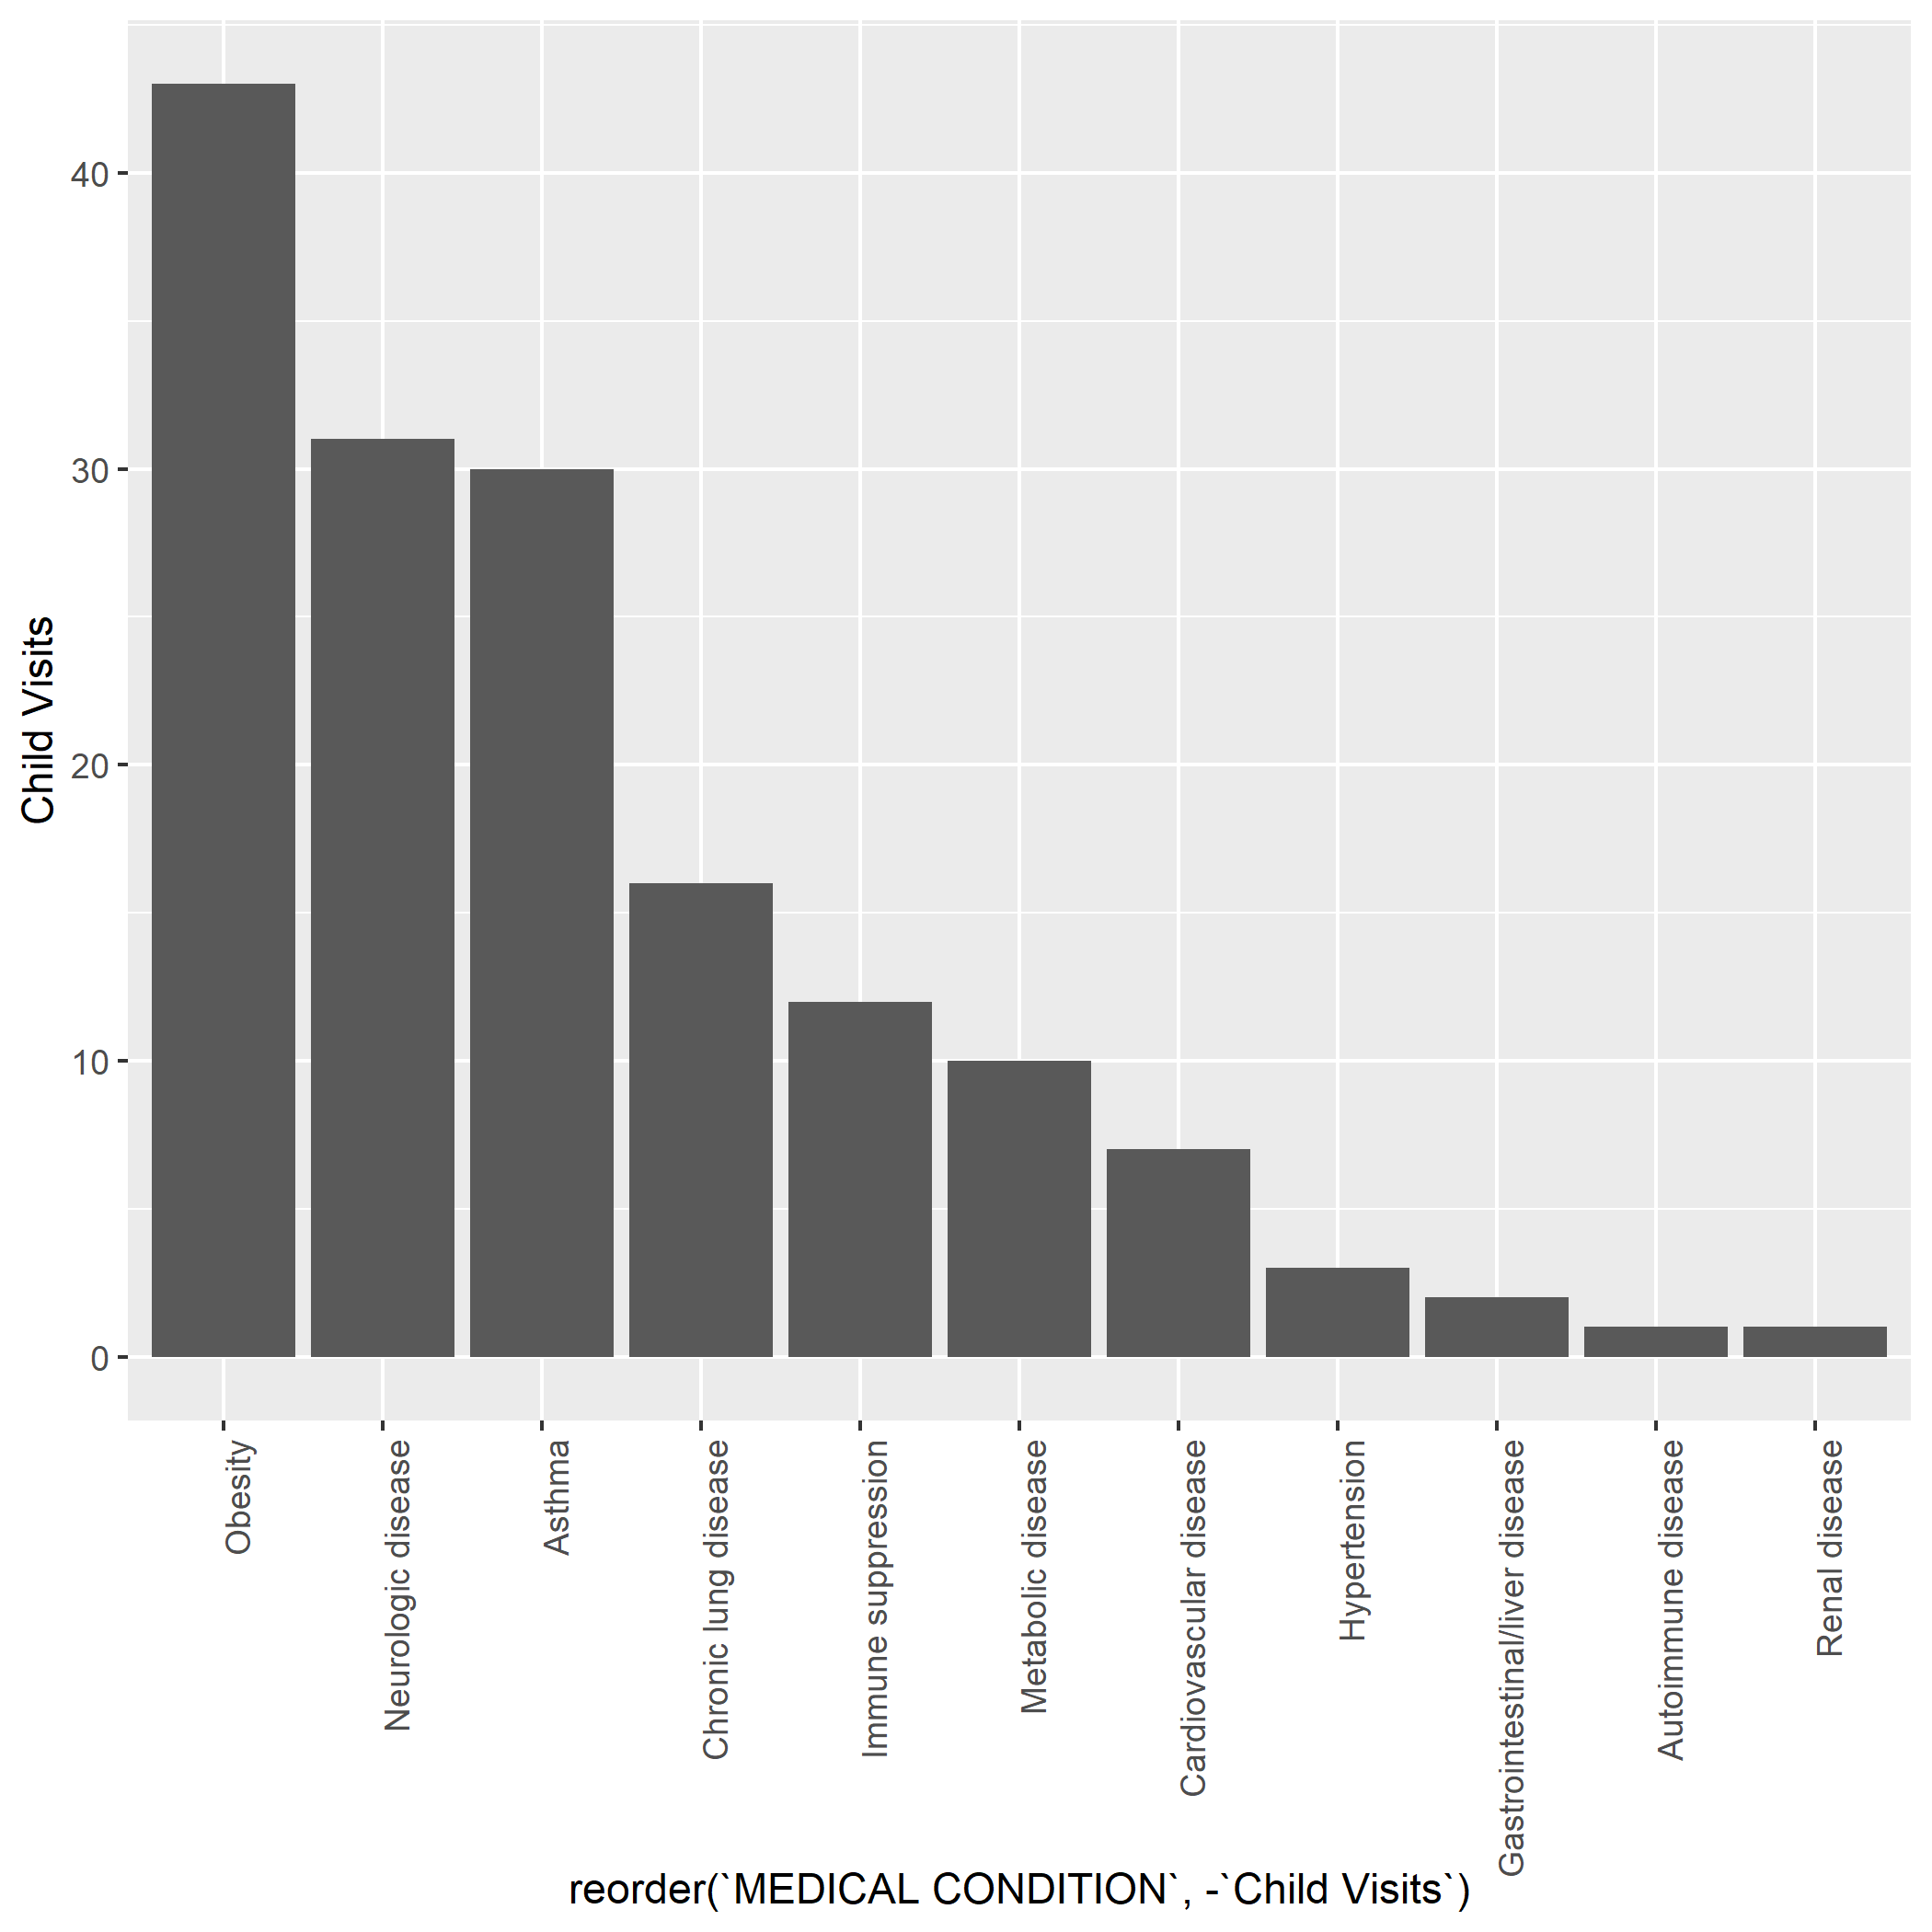 Child Visits
40
30
20
10
0
Obesity
Neurologic disease
Asthma
Chronic lung disease
Immune suppression
Metabolic disease
Cardiovascular disease
Hypertension
Gastrointestinal/liver disease
Autoimmune disease
Renal disease
reorder(`MEDICAL CONDITION`, -`Child Visits`)